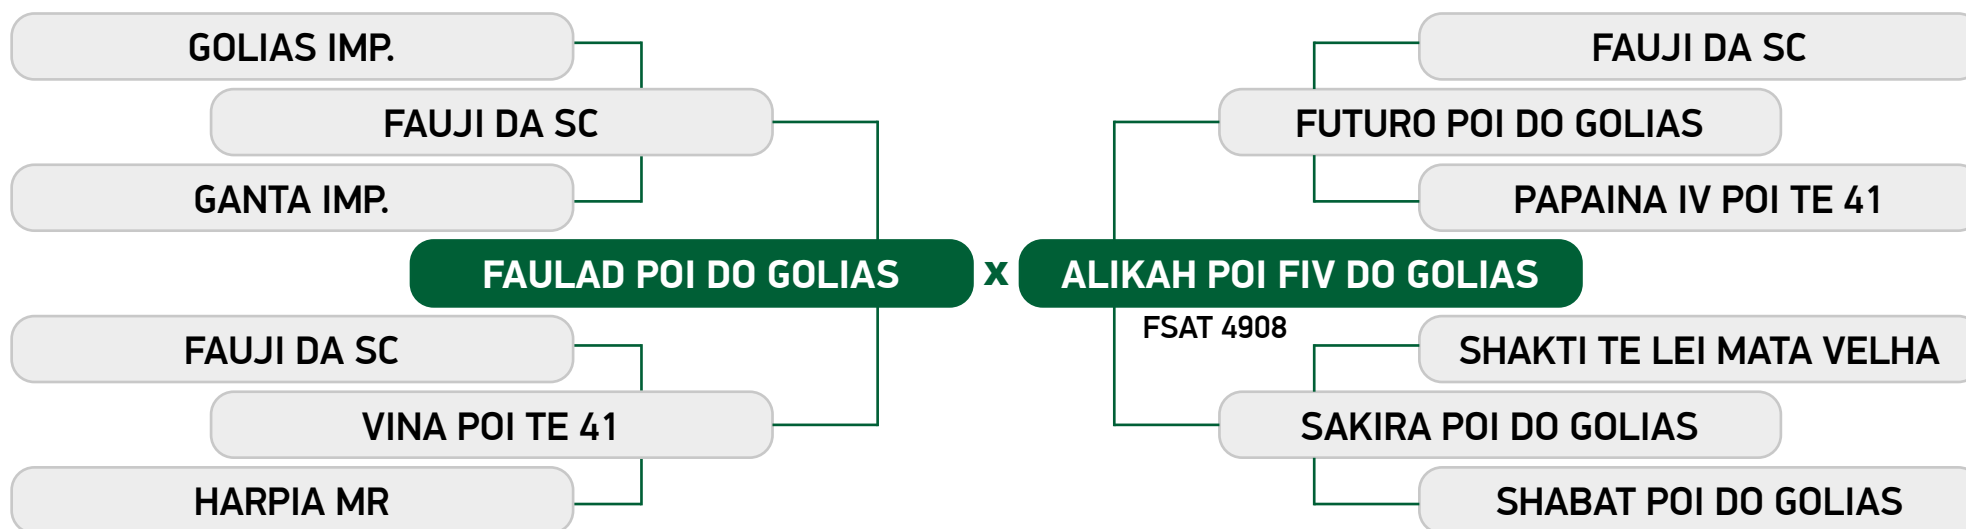 GOLIAS IMP.
FAUJI DA SC
FAUJI DA SC
FUTURO POI DO GOLIAS
GANTA IMP.
PAPAINA IV POI TE 41
FAULAD POI DO GOLIAS x ALIKAH POI FIV DO GOLIAS
FSAT 4908
FAUJI DA SC
SHAKTI TE LEI MATA VELHA
VINA POI TE 41
SAKIRA POI DO GOLIAS
HARPIA MR
SHABAT POI DO GOLIAS